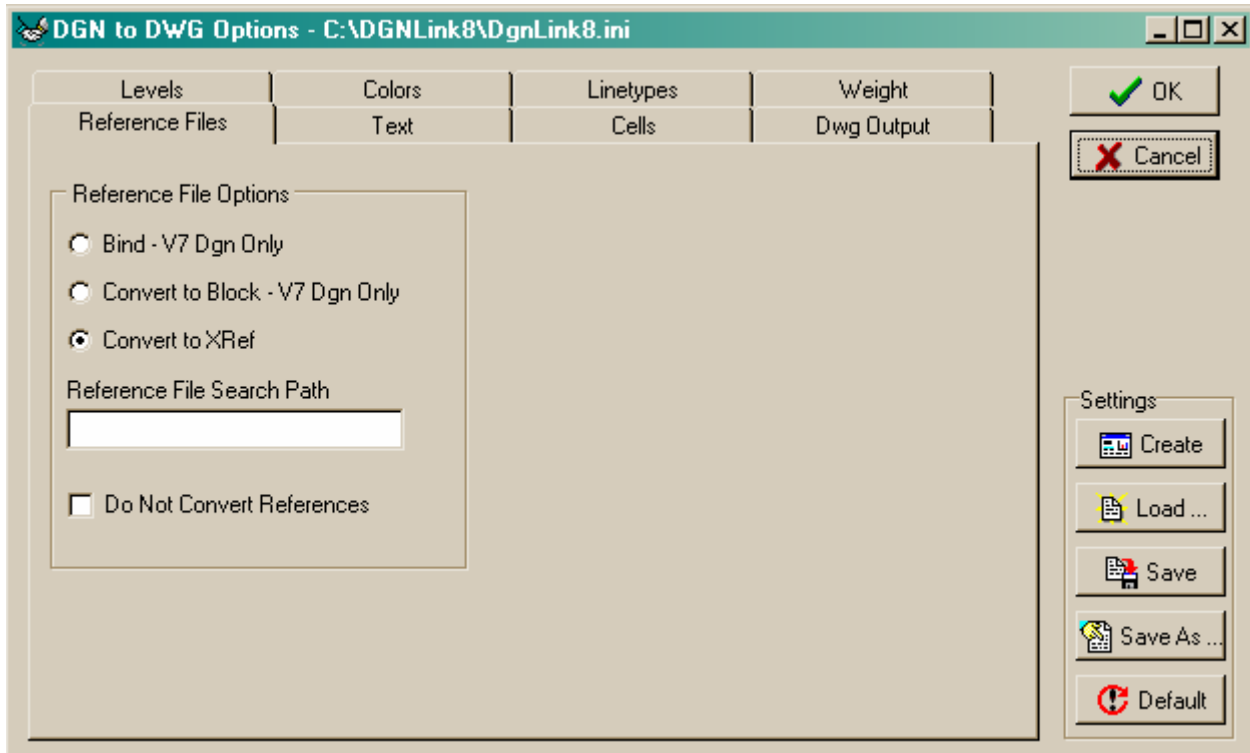 DGN to DWG Options - C:\DGNLink8\DgnLink8.ini
Levels
Colors
Linetypes
Weight
Reference Files
Text
Cells
Dwg Output
Reference File Options
Bind - V7 Dgn Only
Convert to Block - V7 Dgn Only
Convert to XRef
Reference File Search Path
Do Not Convert References
OK
Cancel
Settings
Create
Load ...
Save
Save As ...
Default